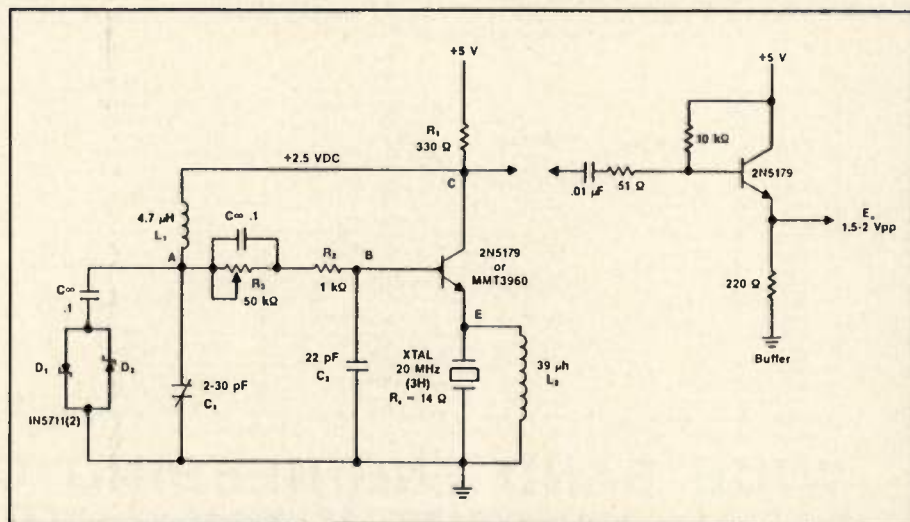 +5 V
+5 V
R₁
330 Ω
10 kΩ
+2.5 VDC
2N5179
C
.01 μF
51 Ω
4.7 μH
L₁
C∞ .1
E₀
1.5-2 Vpp
A
R₂
B
2N5179
or
MMT3960
R₃
50 kΩ
1 kΩ
C∞
.1
220 Ω
E
Buffer
D₁
D₂
2-30 pF
22 pF
C₂
XTAL
20 MHz
(3H)
= 14 Ω
39 μh
L₂
IN5711(2)